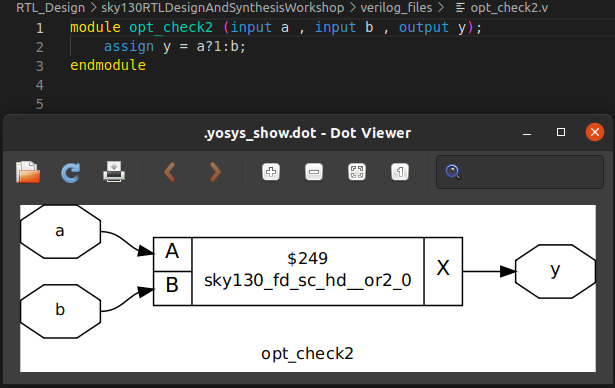 RTL_Design > sky130RTLDesignAndSynthesisWorkshop > verilog_files > opt_check2.v
1 module opt_check2 (input a , input b , output y);
2 assign y = a?1:b;
3 endmodule
4
5
.yosys_show.dot - Dot Viewer
a
A
$249
X
y
b
B
sky130_fd_sc_hd__or2_0
opt_check2